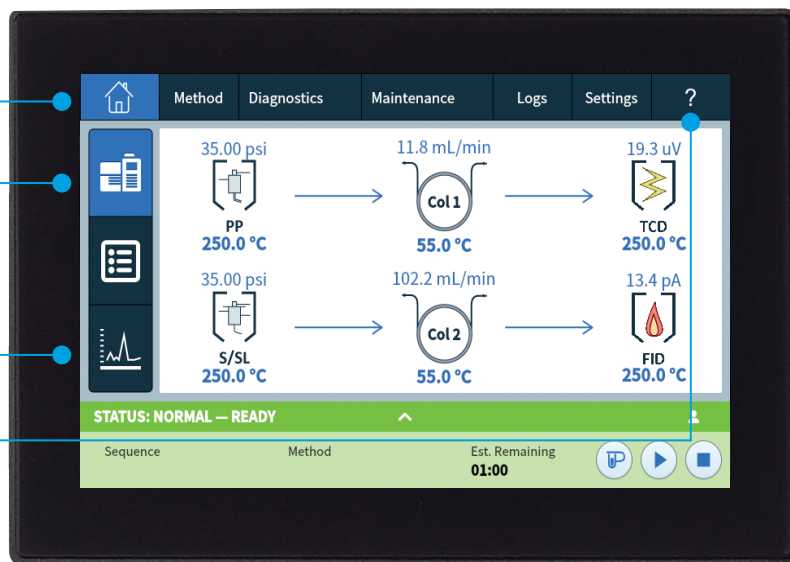 Method Diagnostics Maintenance Logs Settings ?
35.00 psi 11.8 mL/min 19.3 uV
Col 1
PP TCD
250.0 °C 55.0 °C 250.0 °C
35.00 psi 102.2 mL/min 13.4 pA
Col 2
S/SL FID
250.0 °C 55.0 °C 250.0 °C
STATUS: NORMAL — READY
Sequence Method Est. Remaining
01:00